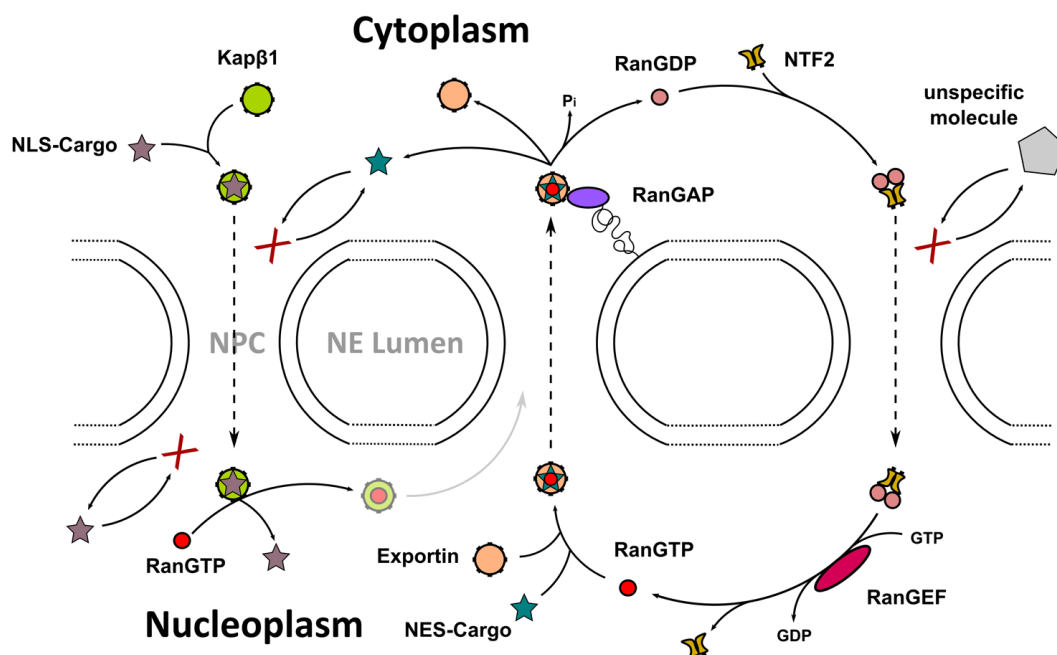 Cytoplasm
Kapβ1
RanGDP
NTF2
Pi
unspecific
molecule
NLS-Cargo
RanGAP
NPC
NE Lumen
RanGTP
Exportin
RanGTP
GTP
RanGEF
NES-Cargo
GDP
Nucleoplasm